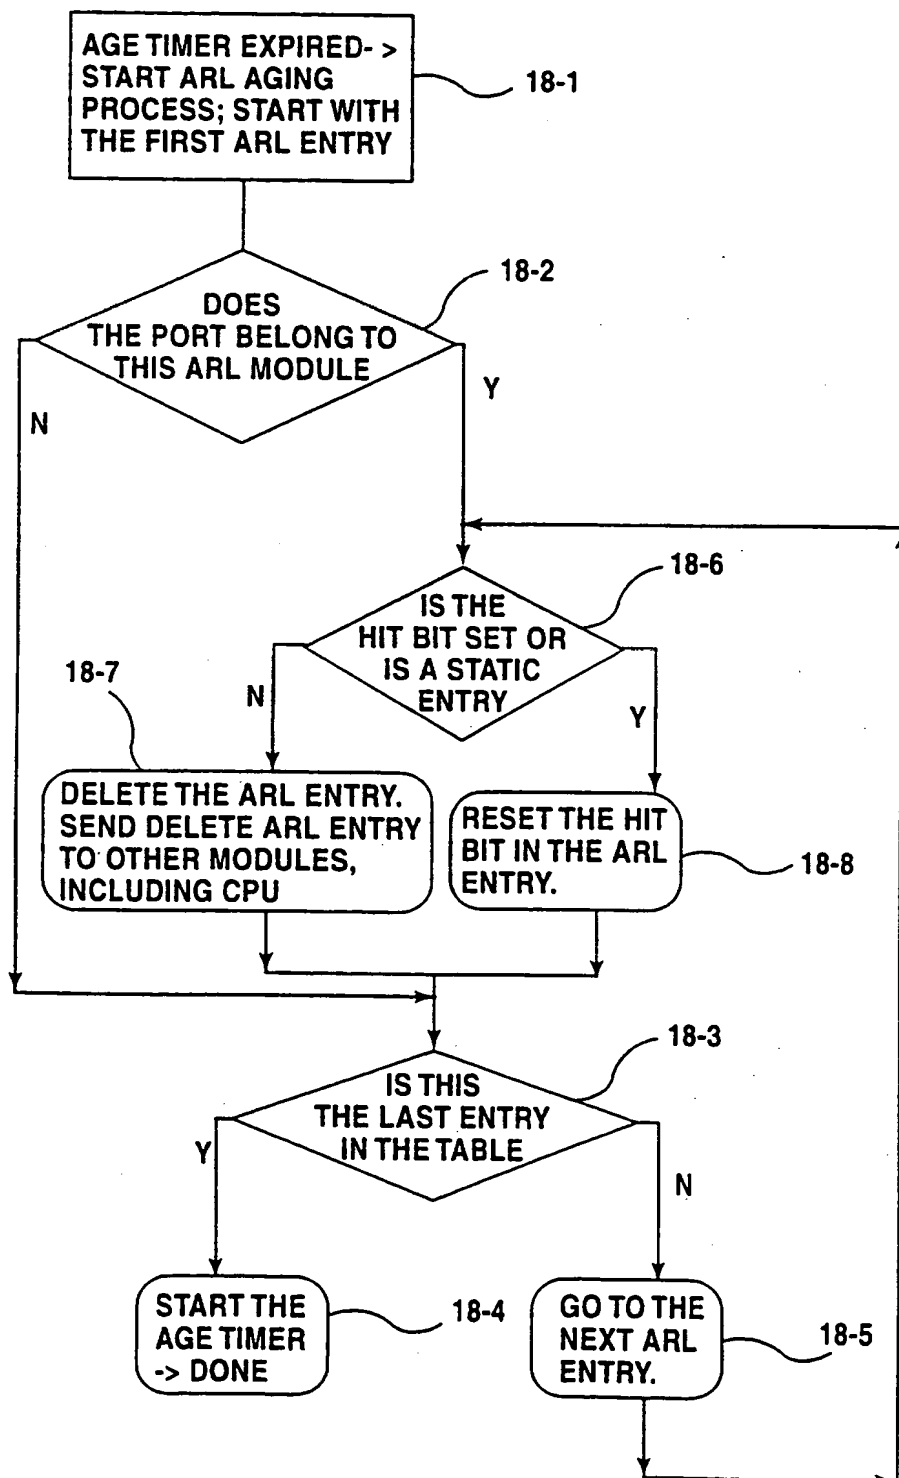 AGE TIMER EXPIRED- >
START ARL AGING
PROCESS; START WITH
THE FIRST ARL ENTRY
18-1
18-2
DOES
THE PORT BELONG TO
THIS ARL MODULE
N
Y
18-6
IS THE
HIT BIT SET OR
IS A STATIC
ENTRY
18-7
N
Y
DELETE THE ARL ENTRY.
SEND DELETE ARL ENTRY
TO OTHER MODULES,
INCLUDING CPU
RESET THE HIT
BIT IN THE ARL
ENTRY.
18-8
18-3
IS THIS
THE LAST ENTRY
IN THE TABLE
Y
N
START THE
AGE TIMER
-> DONE
18-4
GO TO THE
NEXT ARL
ENTRY.
18-5